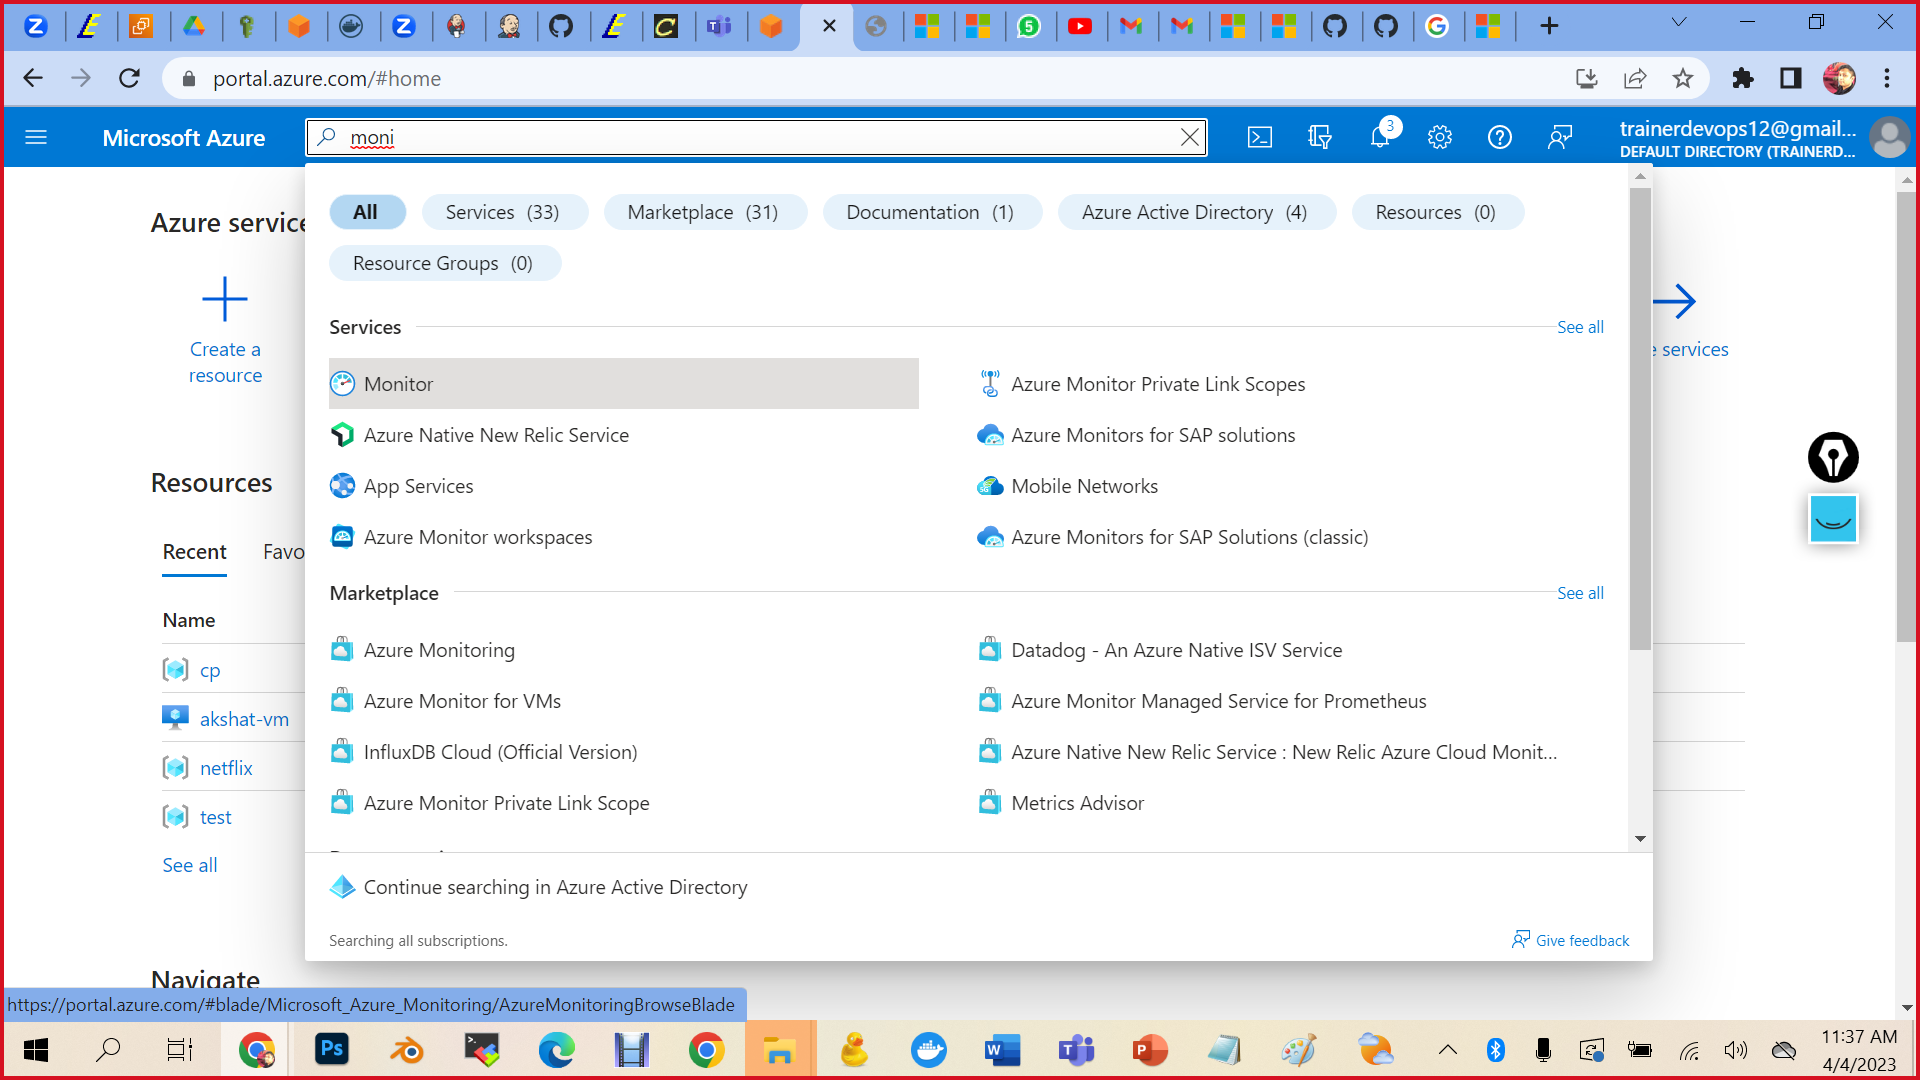 portal.azure.com/#home
Microsoft Azure
moni
3
trainerdevops12@gmail...
DEFAULT DIRECTORY (TRAINERD...
All
Services (33)
Marketplace (31)
Documentation (1)
Azure Active Directory (4)
Resources (0)
Resource Groups (0)
Azure service
Create a
resource
services
Services
See all
Monitor
Azure Monitor Private Link Scopes
Azure Native New Relic Service
Azure Monitors for SAP solutions
App Services
Mobile Networks
Azure Monitor workspaces
Azure Monitors for SAP Solutions (classic)
Marketplace
See all
Azure Monitoring
Datadog - An Azure Native ISV Service
Azure Monitor for VMs
Azure Monitor Managed Service for Prometheus
InfluxDB Cloud (Official Version)
Azure Native New Relic Service : New Relic Azure Cloud Monit...
Azure Monitor Private Link Scope
Metrics Advisor
Continue searching in Azure Active Directory
Searching all subscriptions.
Give feedback
Resources
Recent
Favo
Name
cp
akshat-vm
netflix
test
See all
Navigate
https://portal.azure.com/#blade/Microsoft_Azure_Monitoring/AzureMonitoringBrowseBlade
Ps
11:37 AM
4/4/2023